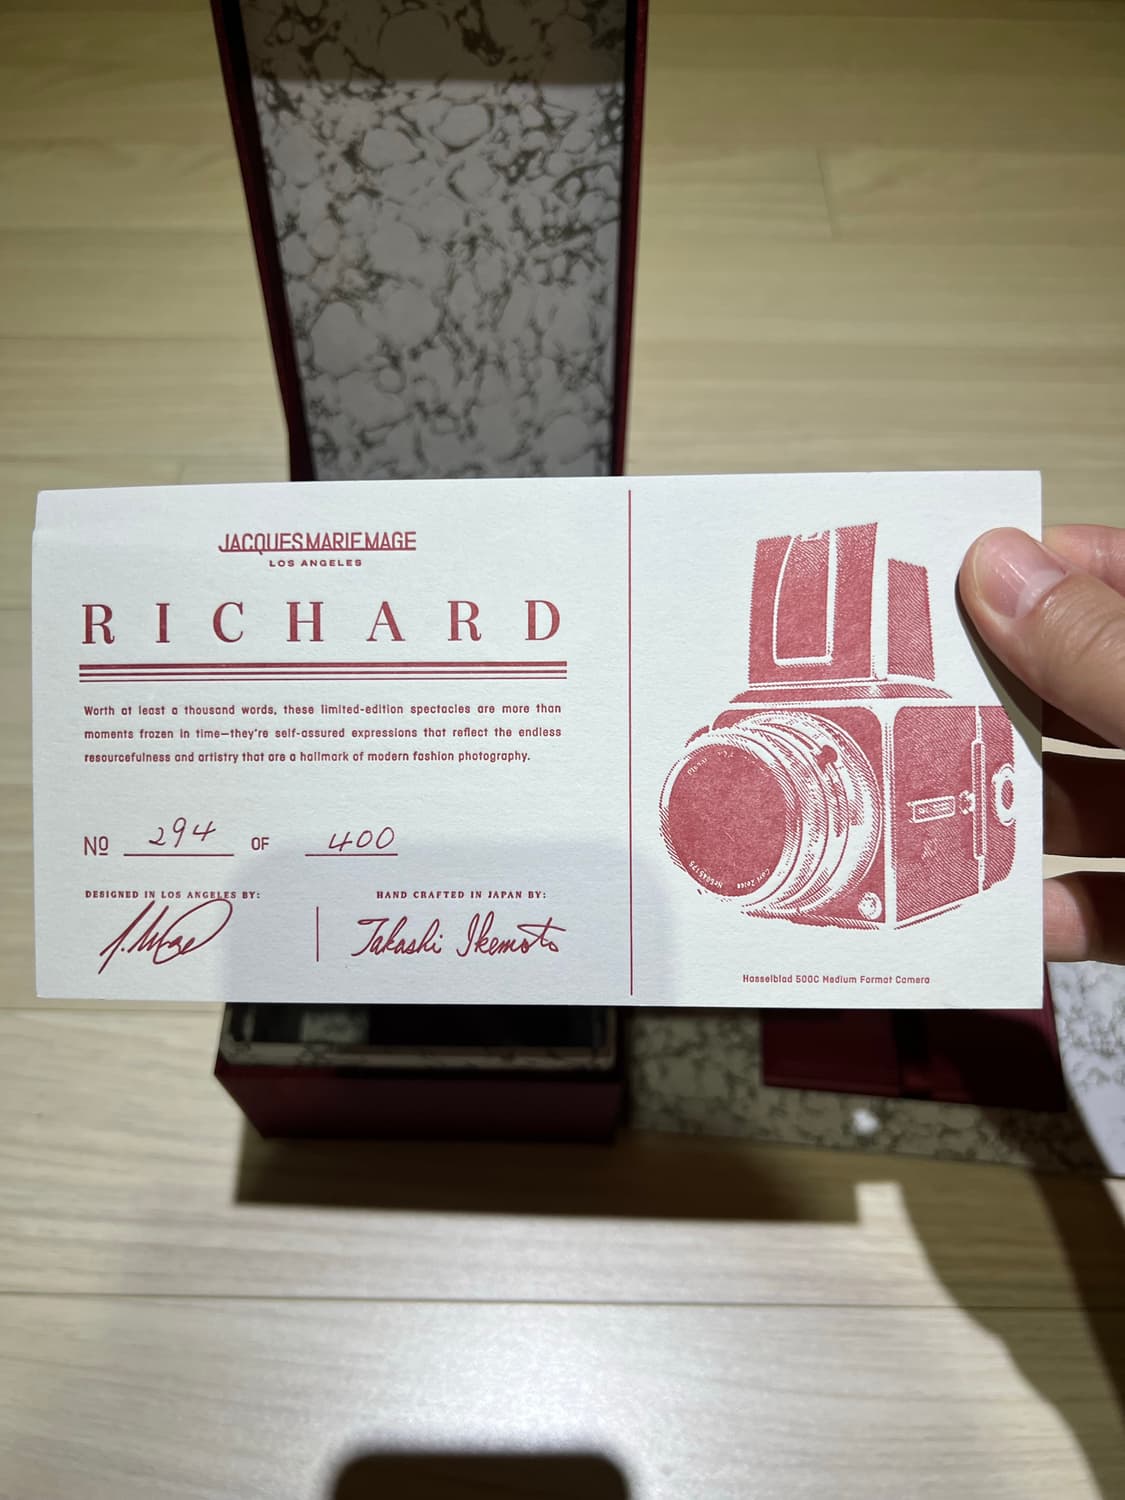 JACQUES MARIE MAGE
LOS ANGELES
RICHARD
Worth at least a thousand words, these limited-edition spectacles are more than
moments frozen in time—they're self-assured expressions that reflect the endless
resourcefulness and artistry that are a hallmark of modern fashion photography.
Nº 294 OF 400
DESIGNED IN LOS ANGELES BY:
HAND CRAFTED IN JAPAN BY:
Takashi Ikemoto
Planar
Carl Zeiss
Hasselblad 500C Medium Format Camera